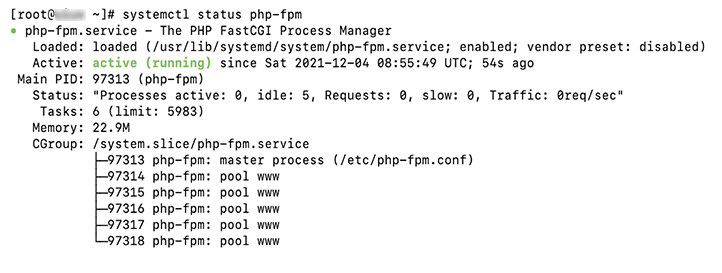 [root@ ~]# systemctl status php-fpm
● php-fpm.service – The PHP FastCGI Process Manager
   Loaded: loaded (/usr/lib/systemd/system/php-fpm.service; enabled; vendor preset: disabled)
   Active: active (running) since Sat 2021-12-04 08:55:49 UTC; 54s ago
 Main PID: 97313 (php-fpm)
   Status: "Processes active: 0, idle: 5, Requests: 0, slow: 0, Traffic: 0req/sec"
    Tasks: 6 (limit: 5983)
   Memory: 22.9M
   CGroup: /system.slice/php-fpm.service
           ├─97313 php-fpm: master process (/etc/php-fpm.conf)
           ├─97314 php-fpm: pool www
           ├─97315 php-fpm: pool www
           ├─97316 php-fpm: pool www
           ├─97317 php-fpm: pool www
           └─97318 php-fpm: pool www